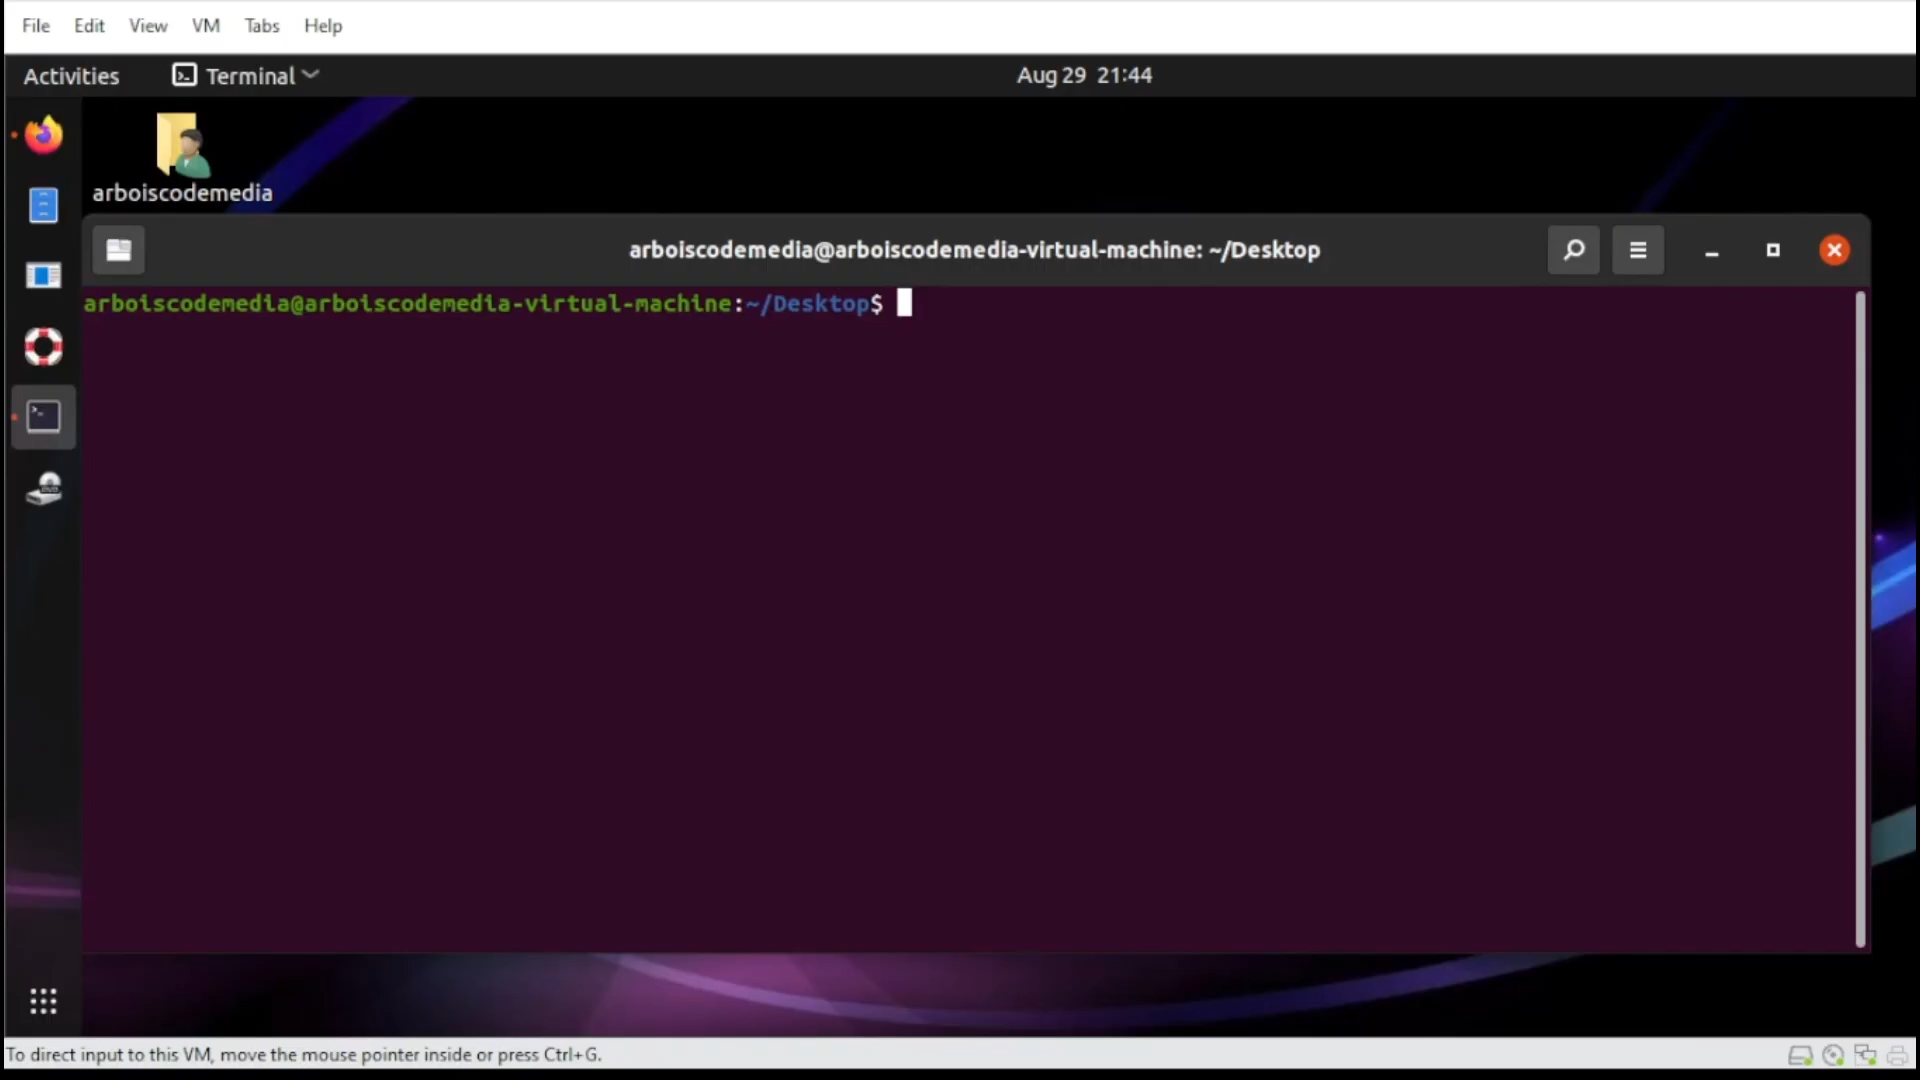 File Edit View VM Tabs Help
Activities Terminal Aug 29 21:44
arboiscodemedia
arboiscodemedia@arboiscodemedia-virtual-machine: ~/Desktop
arboiscodemedia@arboiscodemedia-virtual-machine:~/Desktop$
To direct input to this VM, move the mouse pointer inside or press Ctrl+G.